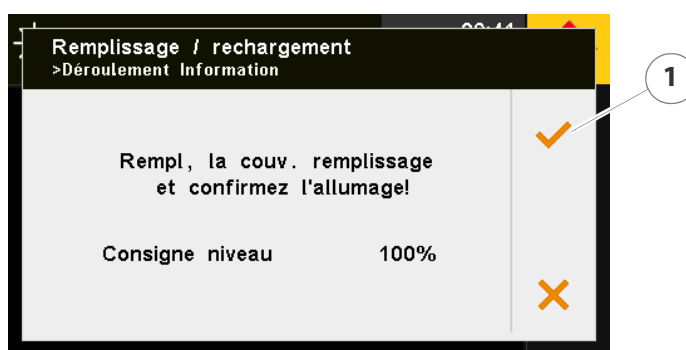 Remplissage / rechargement
>Déroulement Information
1
Rempl, la couv. remplissage
et confirmez l'allumage!
Consigne niveau 100%